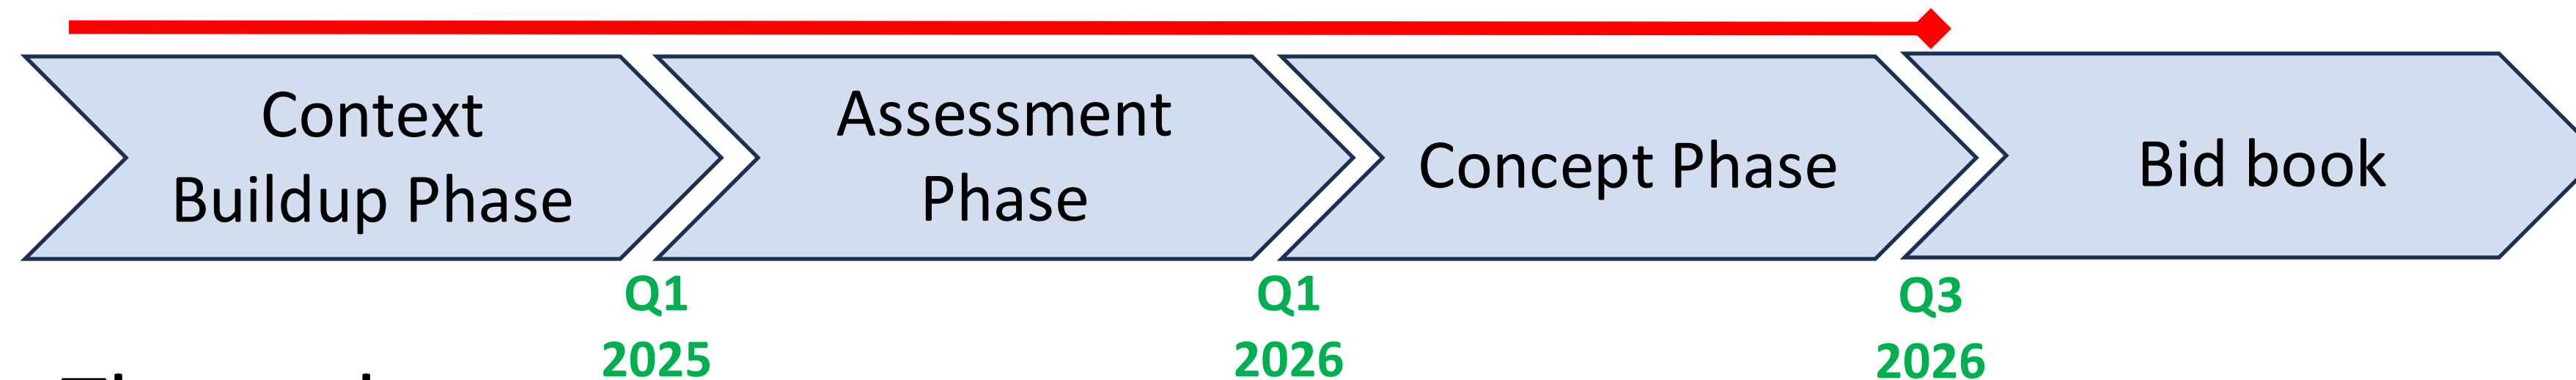 Context
Buildup Phase
Assessment
Phase
Concept Phase
Bid book
Q1
2025
Q1
2026
Q3
2026